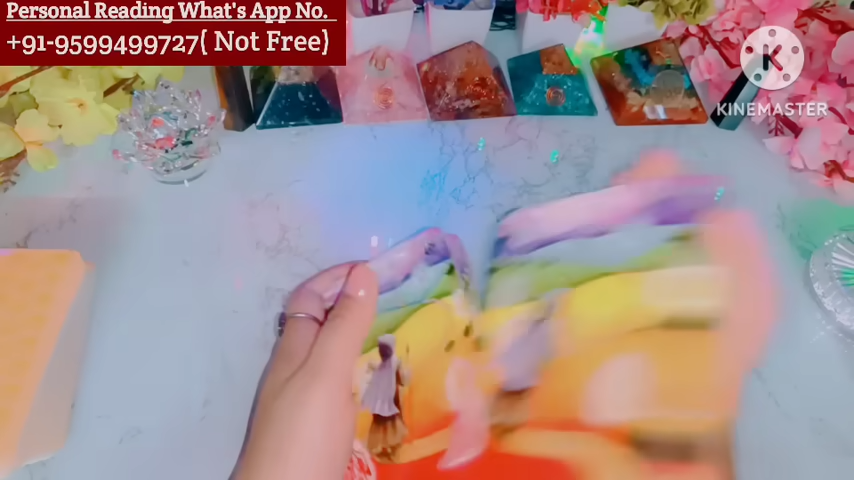 Personal Reading What's App No.
+91-9599499727( Not Free)
K
KINEMASTER